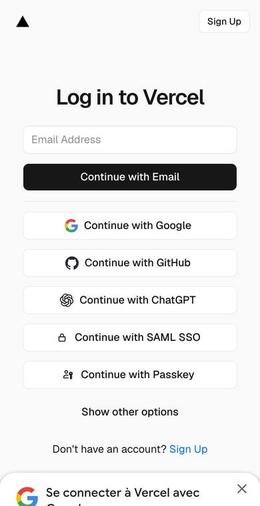 Sign Up
Log in to Vercel
Email Address
Continue with Email
Continue with Google
Continue with GitHub
Continue with ChatGPT
Continue with SAML SSO
Continue with Passkey
Show other options
Don't have an account? Sign Up
Se connecter à Vercel avec